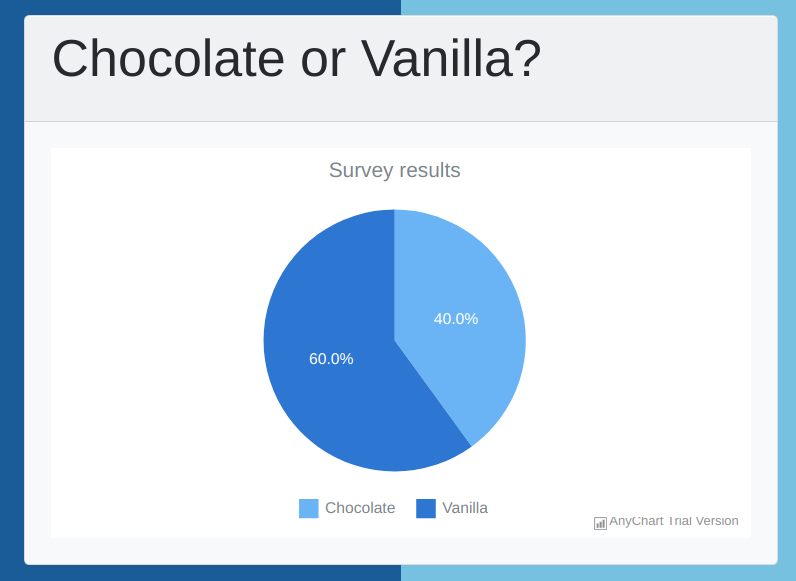 Chocolate or Vanilla?
Survey results
40.0%
60.0%
Chocolate Vanilla
AnyChart Trial Version